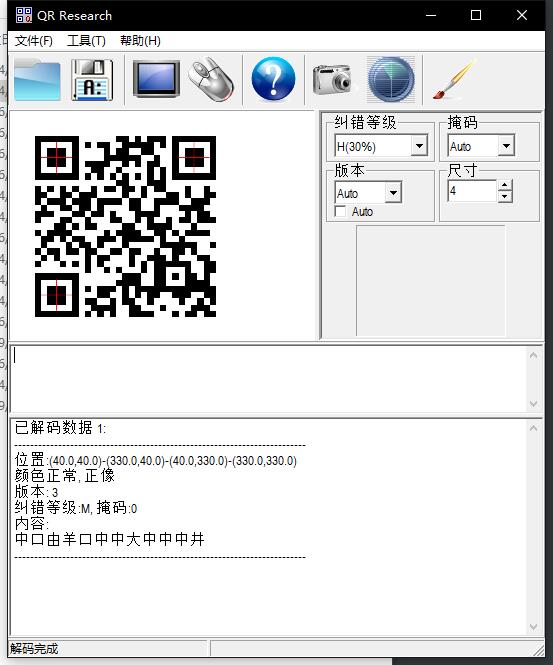 QR Research
文件(F) 工具(T) 帮助(H)
A:
纠错等级
掩码
H(30%)
Auto
版本
尺寸
Auto
4
Auto
已解码数据 1:
------------------------------------------------------------------------
位置:(40.0,40.0)-(330.0,40.0)-(40.0,330.0)-(330.0,330.0)
颜色正常, 正像
版本: 3
纠错等级:M, 掩码:0
内容:
中口由羊口中中大中中中井
------------------------------------------------------------------------
解码完成